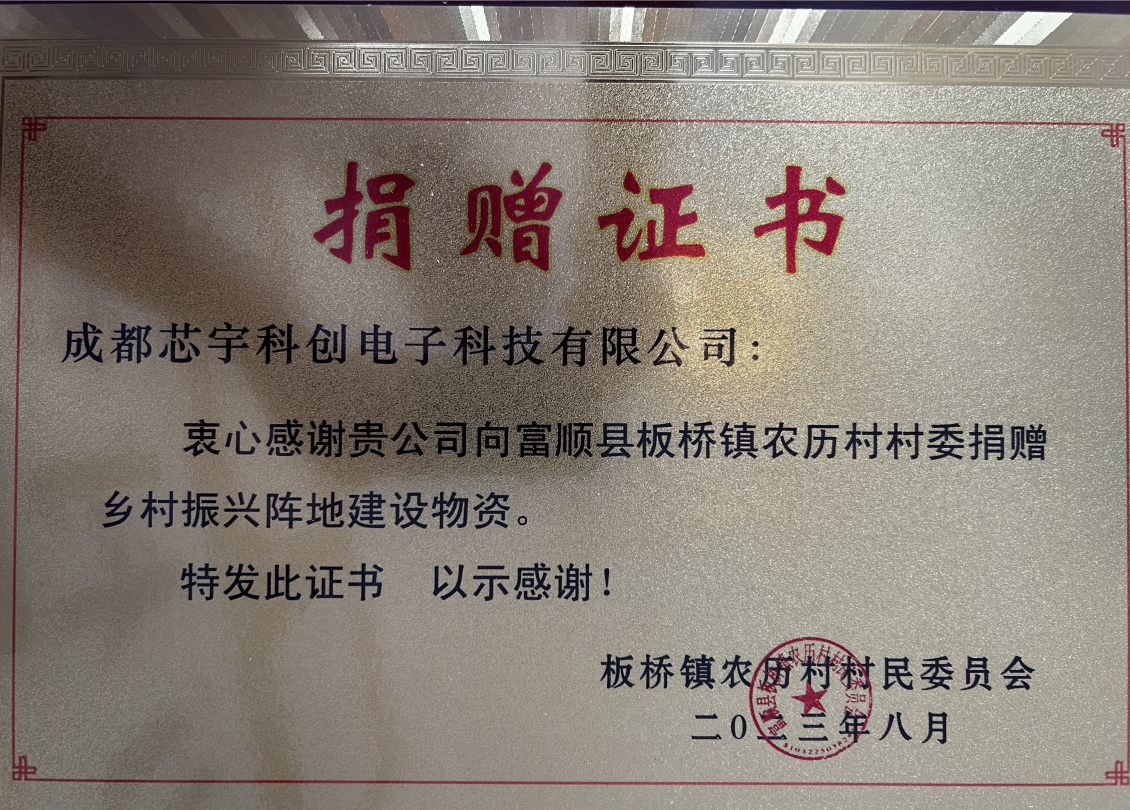 捐赠证书
成都芯宇科创电子科技有限公司：
衷心感谢贵公司向富顺县板桥镇农历村村委捐赠
乡村振兴阵地建设物资。
特发此证书 以示感谢！
板桥镇农历村村民委员会
二0二三年八月